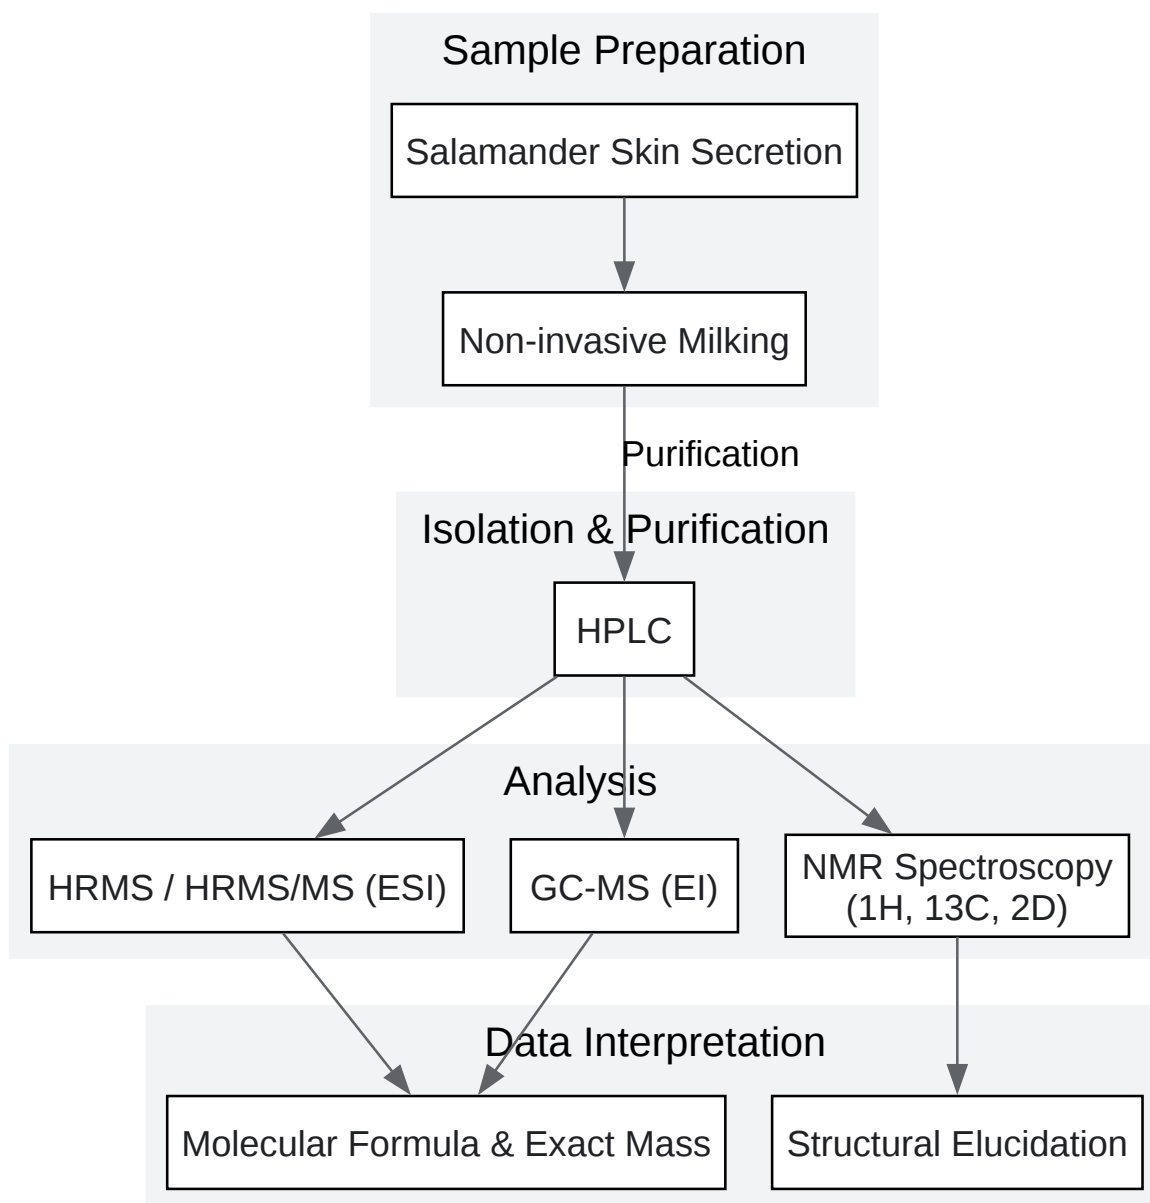 Sample Preparation
Salamander Skin Secretion
Non-invasive Milking
Purification
Isolation & Purification
HPLC
Analysis
HRMS / HRMS/MS (ESI)
GC-MS (EI)
NMR Spectroscopy
(1H, 13C, 2D)
Data Interpretation
Molecular Formula & Exact Mass
Structural Elucidation